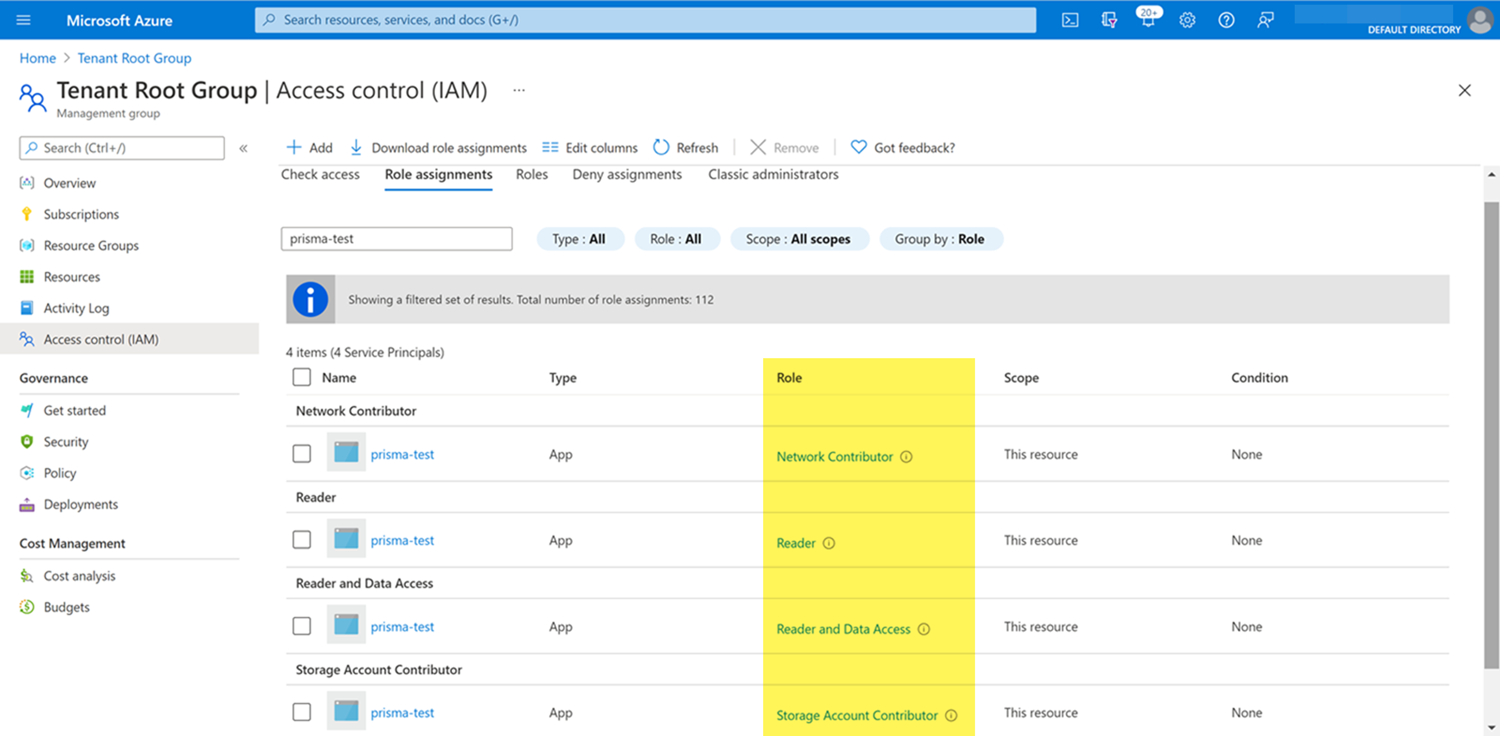 Microsoft Azure
Search resources, services, and docs (G+/)
20+
DEFAULT DIRECTORY
Home > Tenant Root Group
Tenant Root Group | Access control (IAM) ...
Management group
Search (Ctrl+/)
«
Overview
Subscriptions
Resource Groups
Resources
Activity Log
Access control (IAM)
Governance
Get started
Security
Policy
Deployments
Cost Management
Cost analysis
Budgets
Add Download role assignments Edit columns Refresh Remove Got feedback?
Check access Role assignments Roles Deny assignments Classic administrators
prisma-test Type : All Role : All Scope : All scopes Group by : Role
Showing a filtered set of results. Total number of role assignments: 112
4 items (4 Service Principals)
Name Type Role Scope Condition
Network Contributor
prisma-test App Network Contributor This resource None
Reader
prisma-test App Reader This resource None
Reader and Data Access
prisma-test App Reader and Data Access This resource None
Storage Account Contributor
prisma-test App Storage Account Contributor This resource None